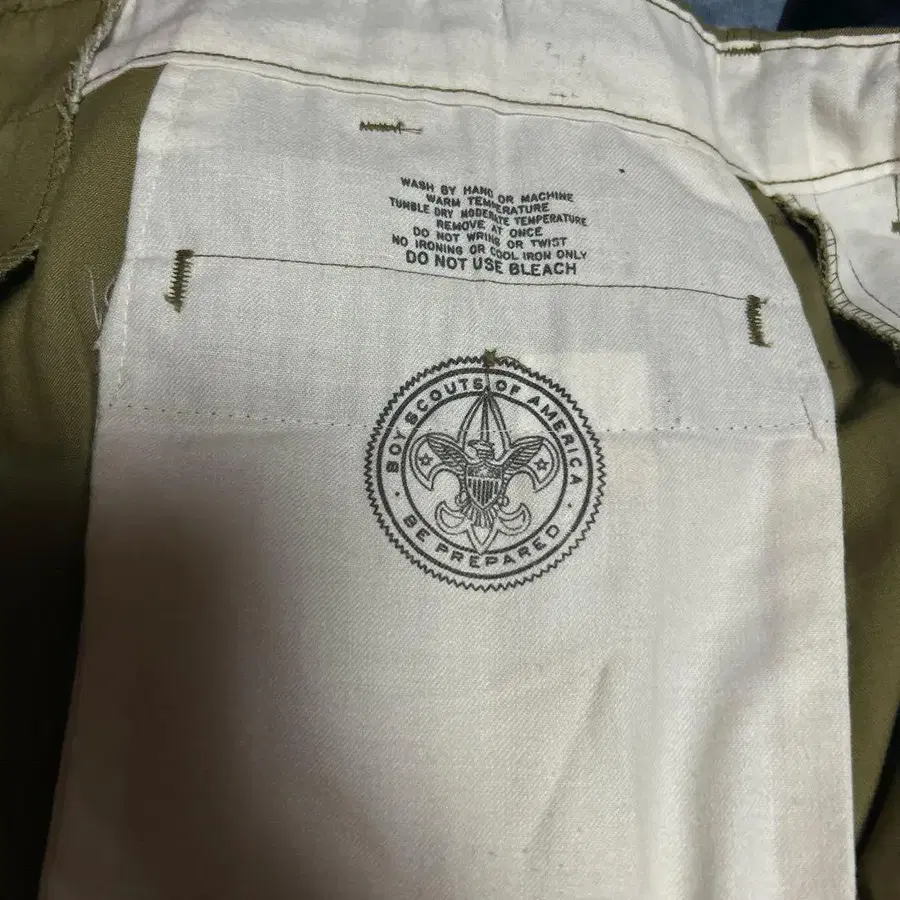 WASH BY HAND OR MACHINE
WARM TEMPERATURE
TUMBLE DRY MODERATE TEMPERATURE
REMOVE AT ONCE
DO NOT WRING OR TWIST
NO IRONING OR COOL IRON ONLY
DO NOT USE BLEACH
BOY SCOUTS OF AMERICA
· BE PREPARED ·